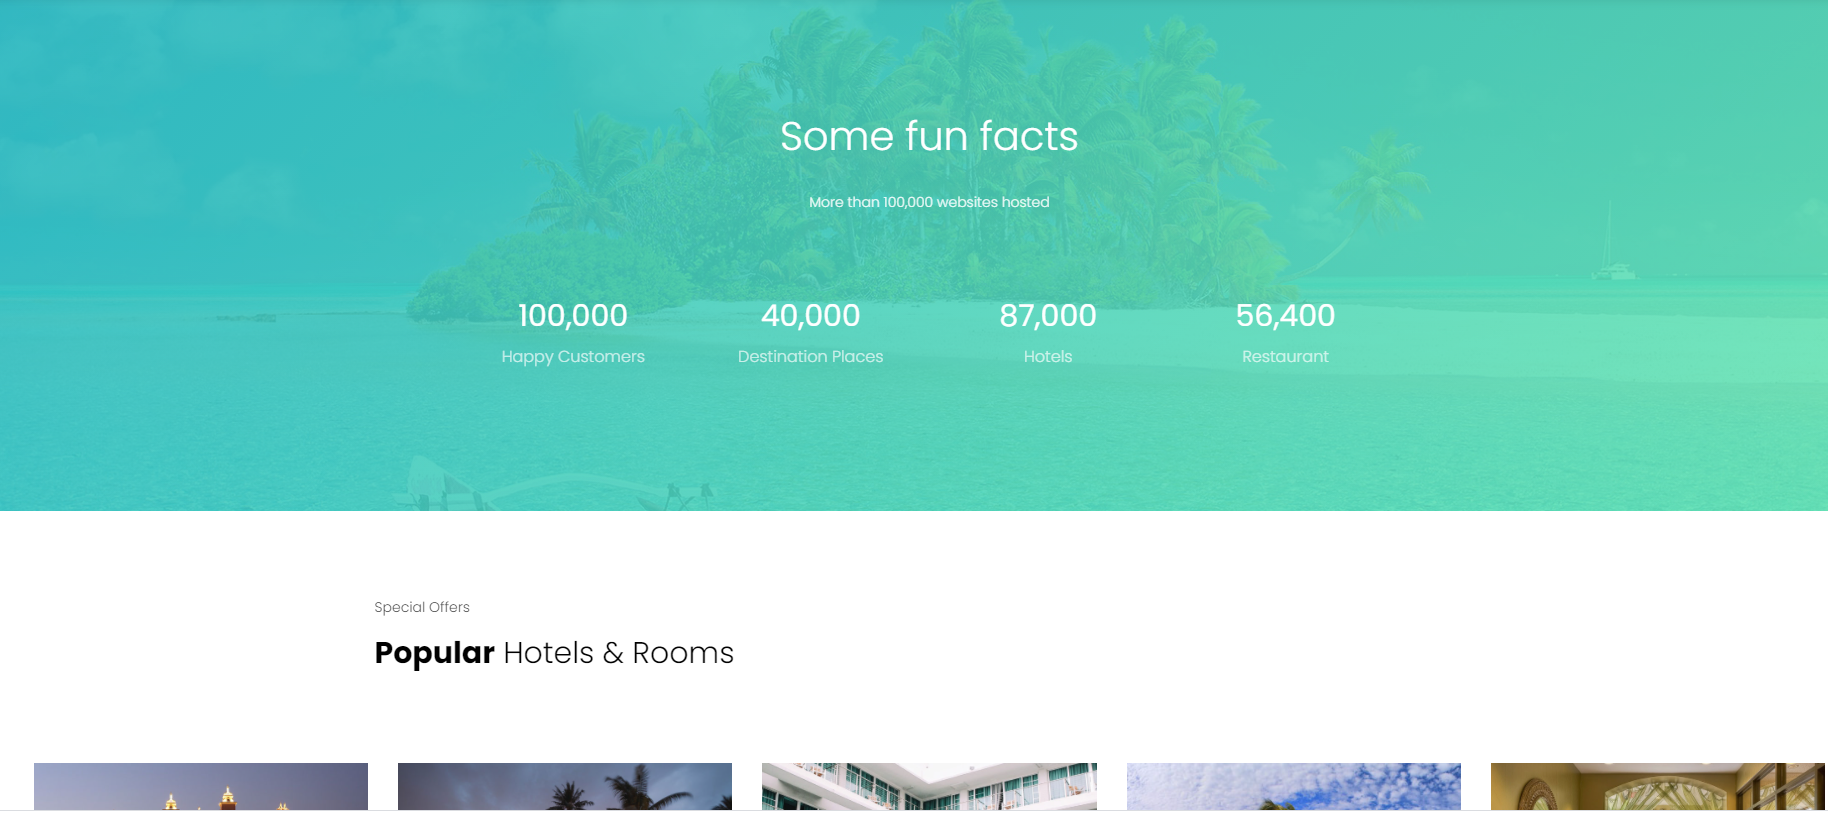 Some fun facts
More than 100,000 websites hosted
100,000 40,000 87,000 56,400
Happy Customers Destination Places Hotels Restaurant
Special Offers
Popular Hotels & Rooms